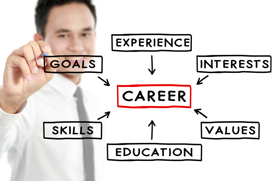 EXPERIENCE
GOALS
INTERESTS
CAREER
SKILLS
VALUES
EDUCATION